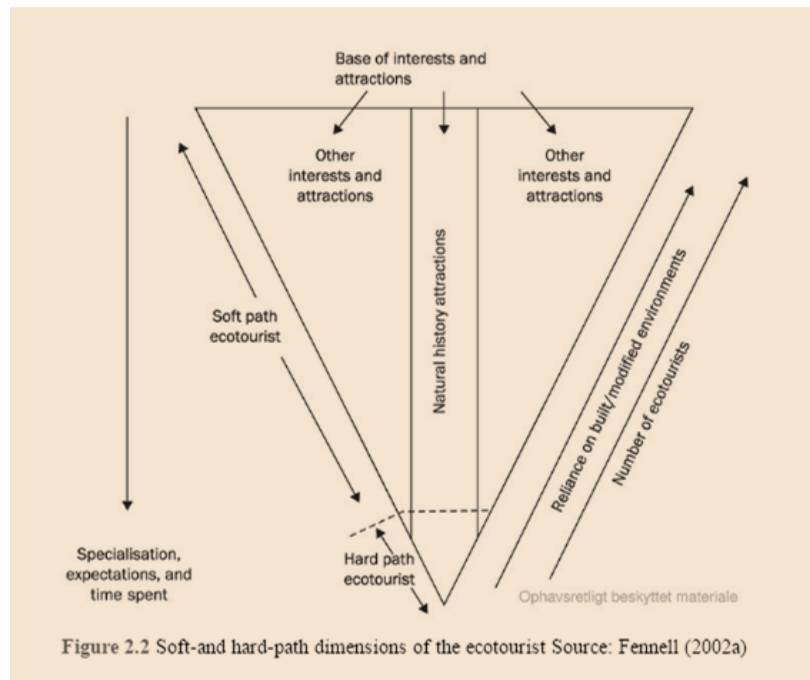 Base of interests and
attractions
Other
interests and
attractions
Other
interests and
attractions
Natural history attractions
Soft path
ecotourist
Reliance on built/modified environments
Number of ecotourists
Specialisation,
expectations, and
time spent
Hard path
ecotourist
Ophavsretligt beskyttet materiale
Figure 2.2 Soft-and hard-path dimensions of the ecotourist Source: Fennell (2002a)